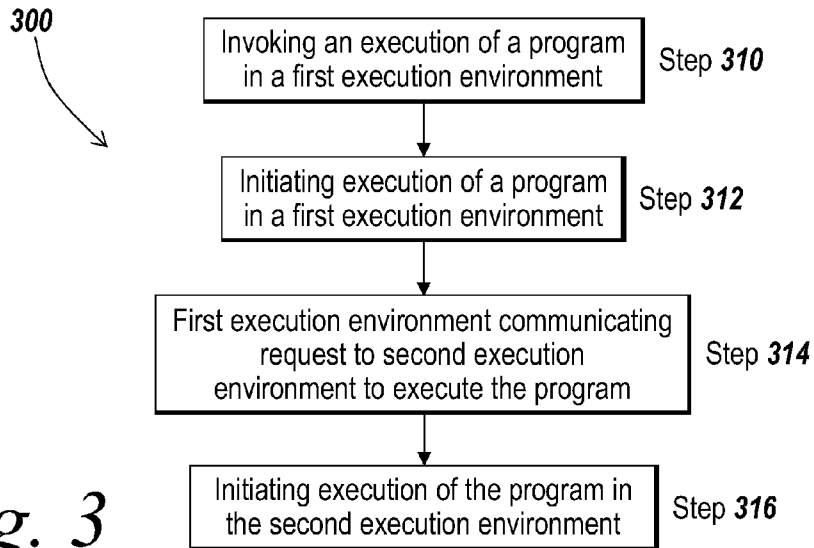 300
Invoking an execution of a program
in a first execution environment
Step 310
Initiating execution of a program
in a first execution environment
Step 312
First execution environment communicating
request to second execution
environment to execute the program
Step 314
Initiating execution of the program in
the second execution environment
Step 316
g. 3